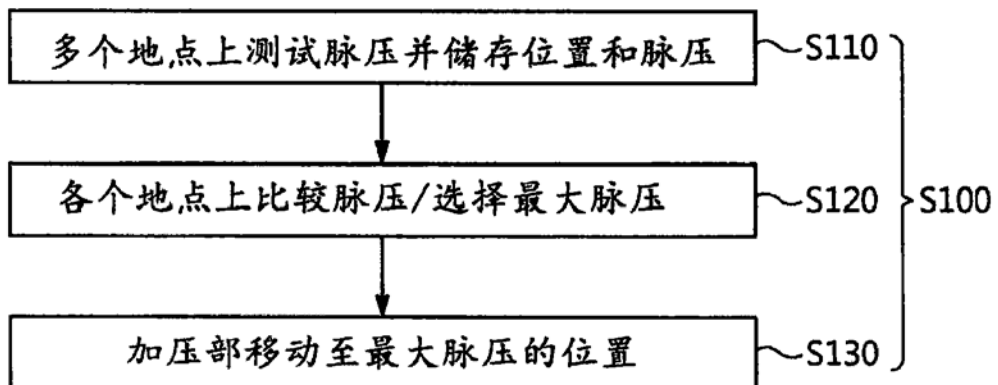 多个地点上测试脉压并储存位置和脉压 S110
各个地点上比较脉压/选择最大脉压 S120
S100
加压部移动至最大脉压的位置 S130